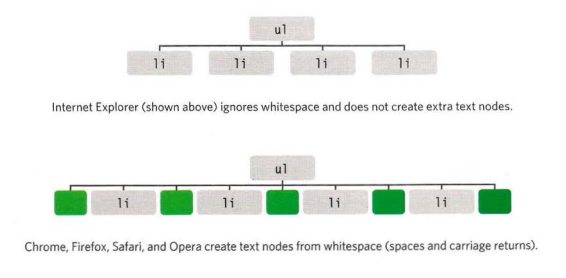 ul
li li li li
Internet Explorer (shown above) ignores whitespace and does not create extra text nodes.
ul
li li li li
Chrome, Firefox, Safari, and Opera create text nodes from whitespace (spaces and carriage returns).